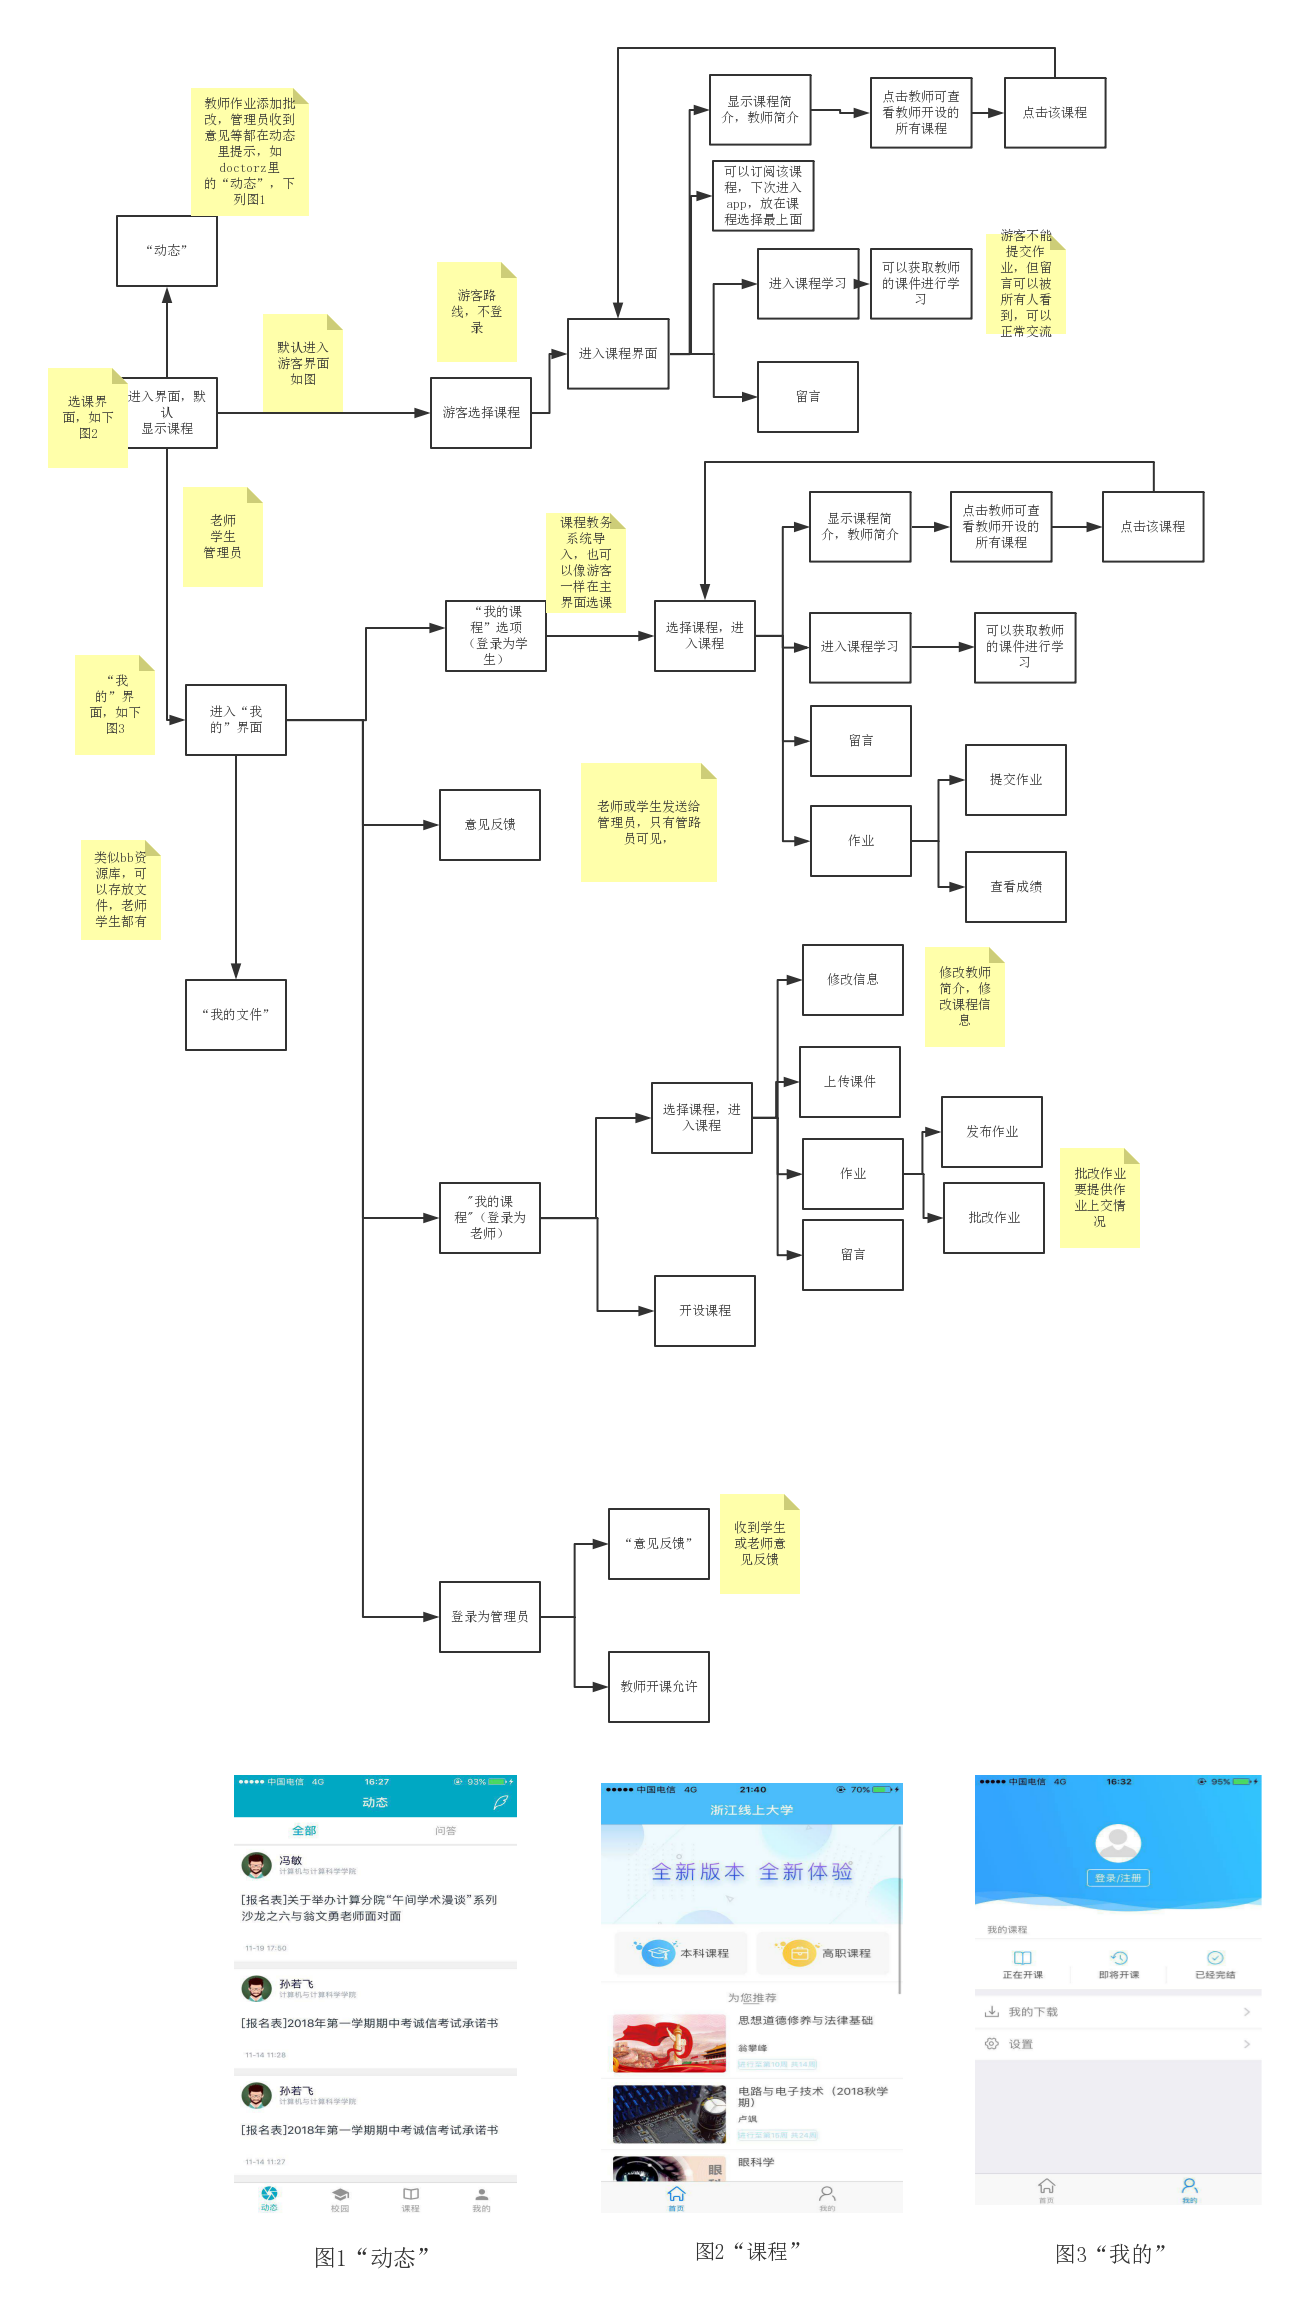 教师作业添加批
改，管理员收到
意见等都在动态
里提示，如
doctorz里
的“动态”，下
列图1
“动态”
选课界
面，如下
图2
进入界面，默
认
显示课程
默认进入
游客界面
如图
游客路
线，不登
录
游客选择课程
进入课程界面
显示课程简
介，教师简介
点击教师可查
看教师开设的
所有课程
点击该课程
可以订阅该课
程，下次进入
app，放在课
程选择最上面
进入课程学习
可以获取教师
的课件进行学
习
游客不能
提交作
业，但留
言可以被
所有人看
到，可以
正常交流
留言
老师
学生
管理员
“我
的”界
面，如下
图3
进入“我
的”界面
类似bb资
源库，可
以存放文
件，老师
学生都有
“我的文件”
“我的课
程”选项
（登录为学
生）
课程教务
系统导
入，也可
以像游客
一样在主
界面选课
选择课程，进
入课程
显示课程简
介，教师简介
点击教师可查
看教师开设的
所有课程
点击该课程
进入课程学习
可以获取教师
的课件进行学
习
留言
作业
提交作业
查看成绩
意见反馈
老师或学生发送给
管理员，只有管路
员可见，
"我的课
程"（登录为
老师）
选择课程，进
入课程
修改信息
修改教师
简介，修
改课程信
息
上传课件
作业
发布作业
批改作业
批改作业
要提供作
业上交情
况
留言
开设课程
登录为管理员
“意见反馈”
收到学生
或老师意
见反馈
教师开课允许
中国电信 4G 16:27 93%
动态
全部 问答
冯敏
计算机与计算科学学院
[报名表]关于举办计算分院“午间学术漫谈”系列
沙龙之六与翁文勇老师面对面
11-19 17:50
孙若飞
计算机与计算科学学院
[报名表]2018年第一学期期中考诚信考试承诺书
11-14 11:28
孙若飞
计算机与计算科学学院
[报名表]2018年第一学期期中考诚信考试承诺书
11-14 11:27
动态 校园 课程 我的
图1“动态”
中国电信 4G 21:40 70%
浙江线上大学
全新版本 全新体验
本科课程 高职课程
为您推荐
思想道德修养与法律基础
翁攀峰
进行至第10周 共14周
电路与电子技术（2018秋学
期）
卢飒
进行至第10周 共24周
眼科学
眼
首页 我的
图2“课程”
中国电信 4G 16:32 95%
登录/注册
我的课程
正在开课 即将开课 已经完结
我的下载
设置
首页 我的
图3“我的”